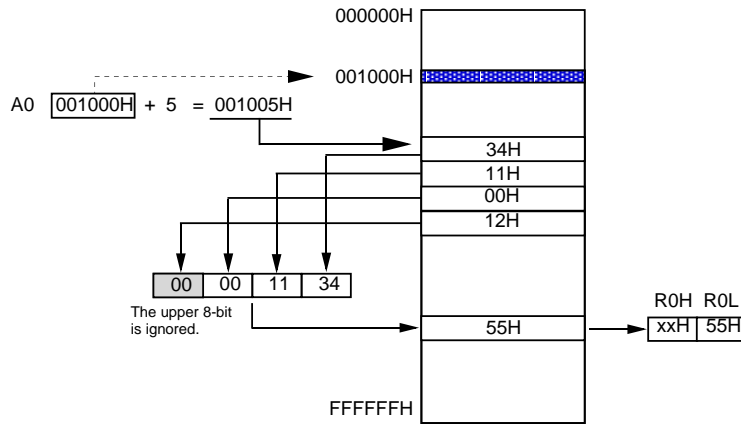 000000H
001000H
A0 001000H + 5 = 001005H
34H
11H
00H
12H
00 00 11 34
The upper 8-bit
is ignored.
R0H R0L
55H
xxH 55H
FFFFFFH